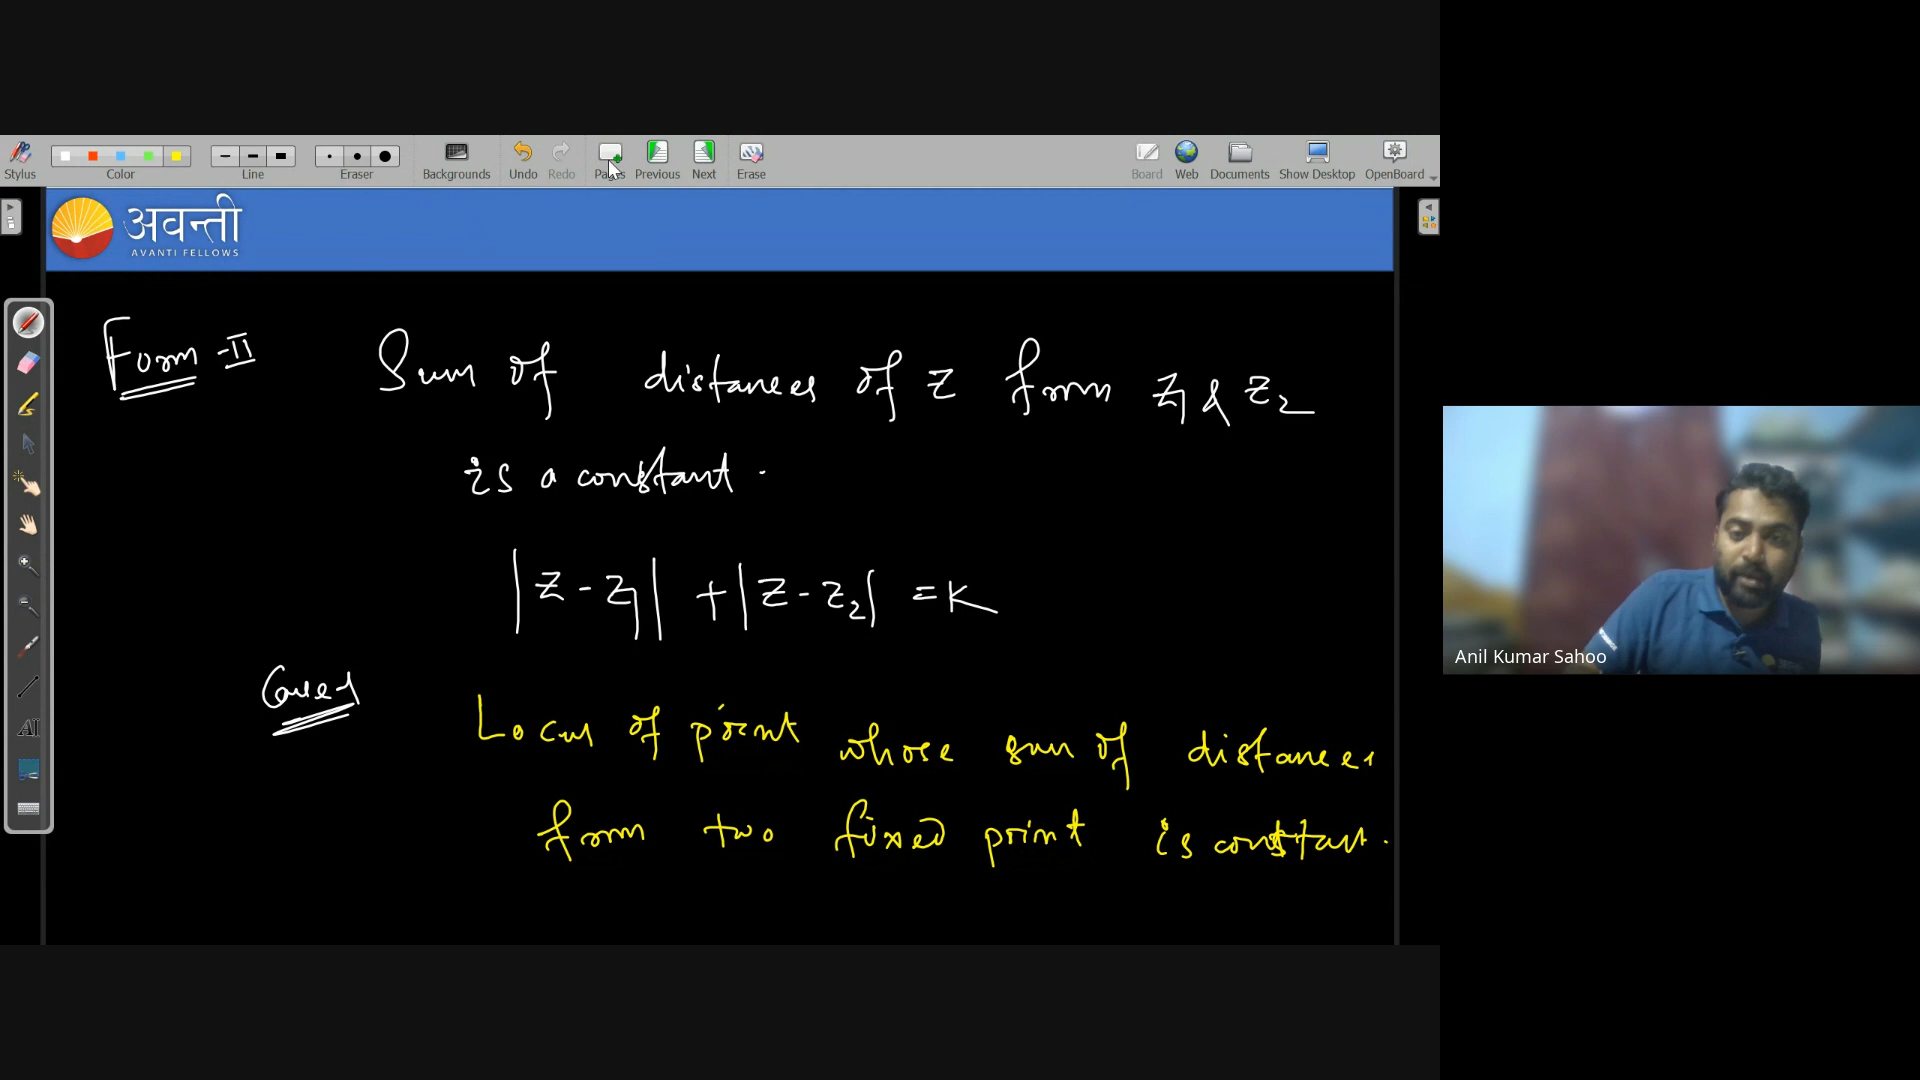 Stylus Color Line Eraser Backgrounds Undo Redo Pages Previous Next Erase Board Web Documents Show Desktop OpenBoard
अवन्ती
AVANTI FELLOWS
Form-II Sum of distances of z from z1 & z2
is a constant.
|z - z1| + |z - z2| = K
Locus of point whose sum of distances
from two fixed point is constant.
Anil Kumar Sahoo